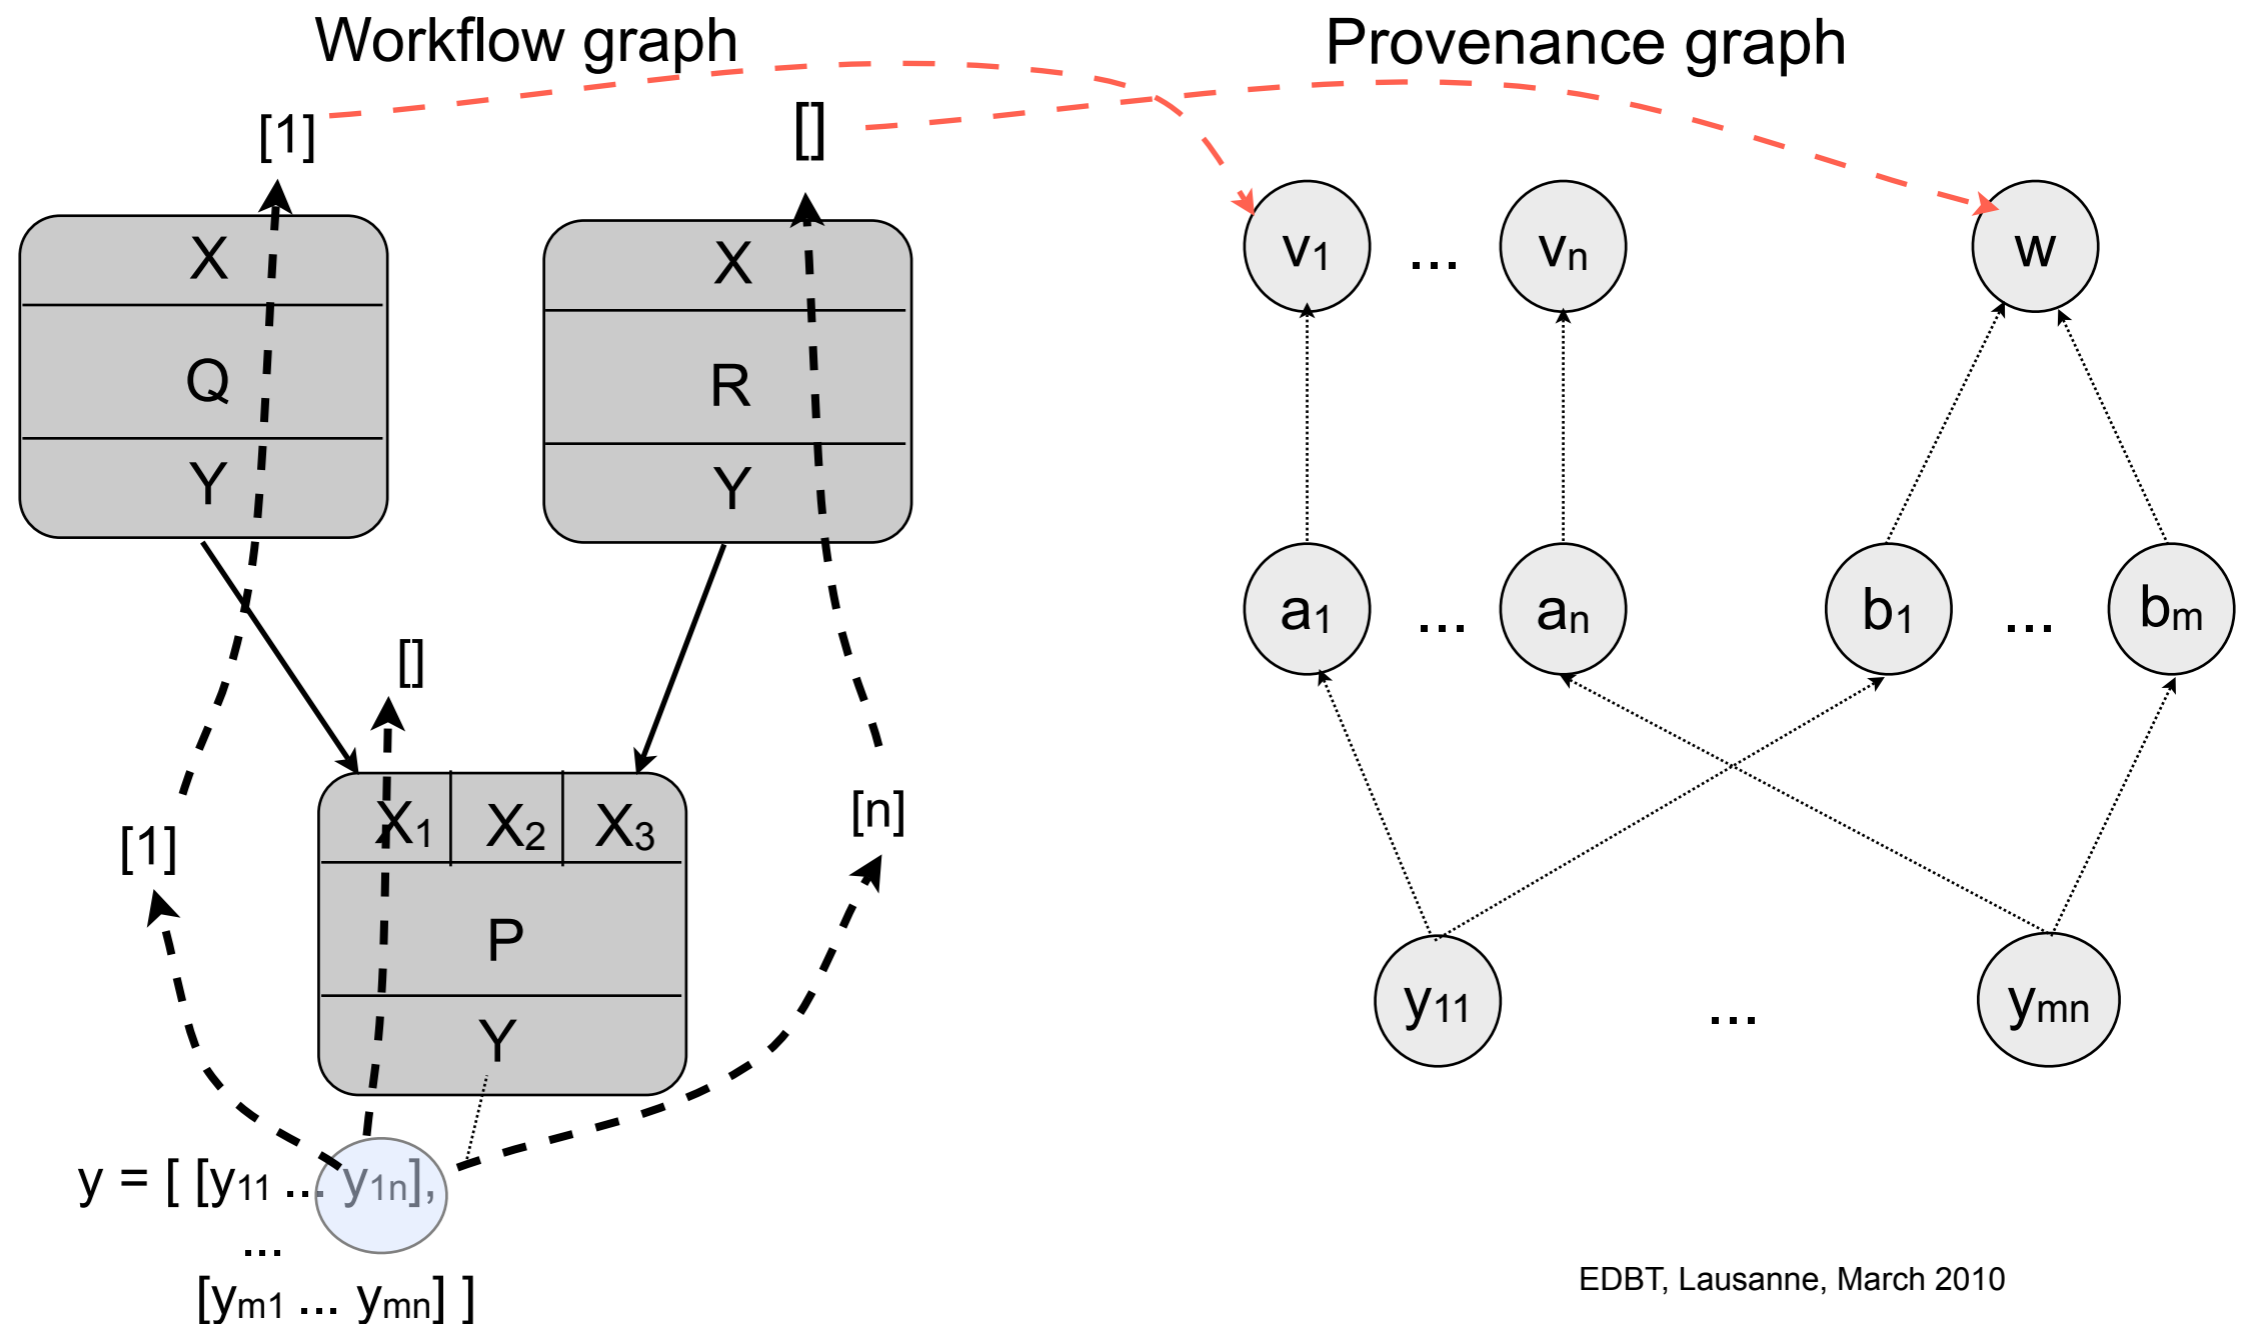 Workflow graph
Provenance graph
[1]
[]
X
Q
Y
X
R
Y
[]
[1]
[n]
X1
X2
X3
P
Y
y = [ [y11 ... y1n],
...
[ym1 ... ymn] ]
v1
...
vn
w
a1
...
an
b1
...
bm
y11
...
ymn
EDBT, Lausanne, March 2010